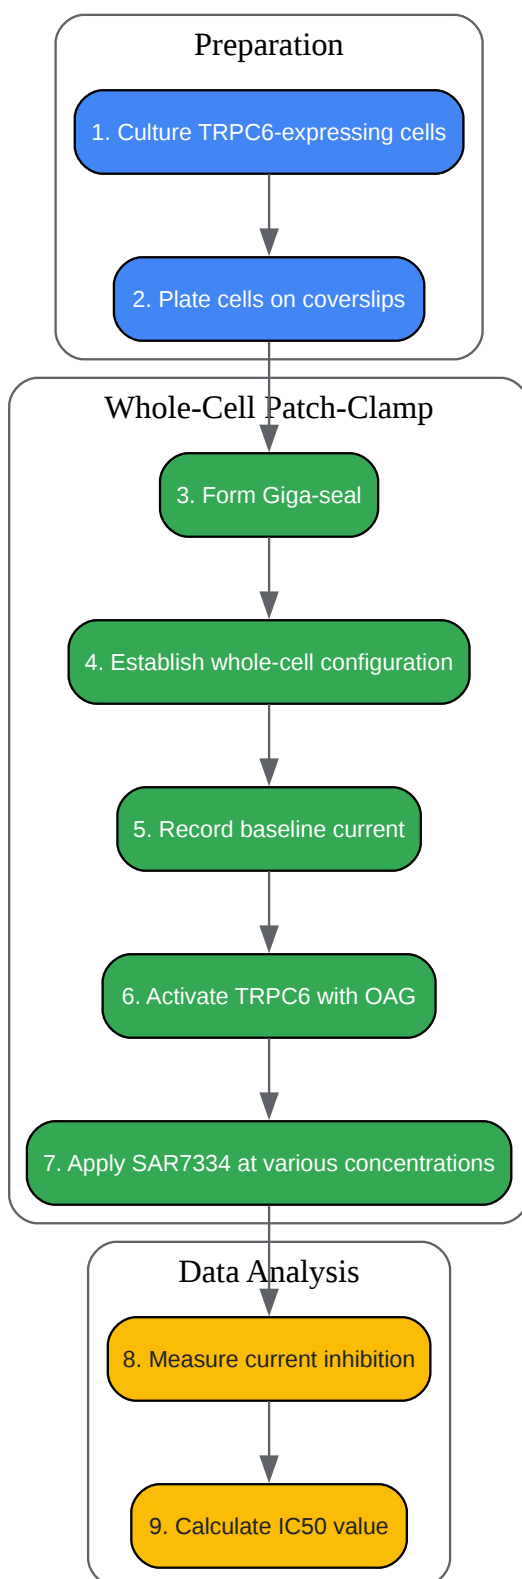 Preparation
1. Culture TRPC6-expressing cells
2. Plate cells on coverslips
Whole-Cell Patch-Clamp
3. Form Giga-seal
4. Establish whole-cell configuration
5. Record baseline current
6. Activate TRPC6 with OAG
7. Apply SAR7334 at various concentrations
Data Analysis
8. Measure current inhibition
9. Calculate IC50 value